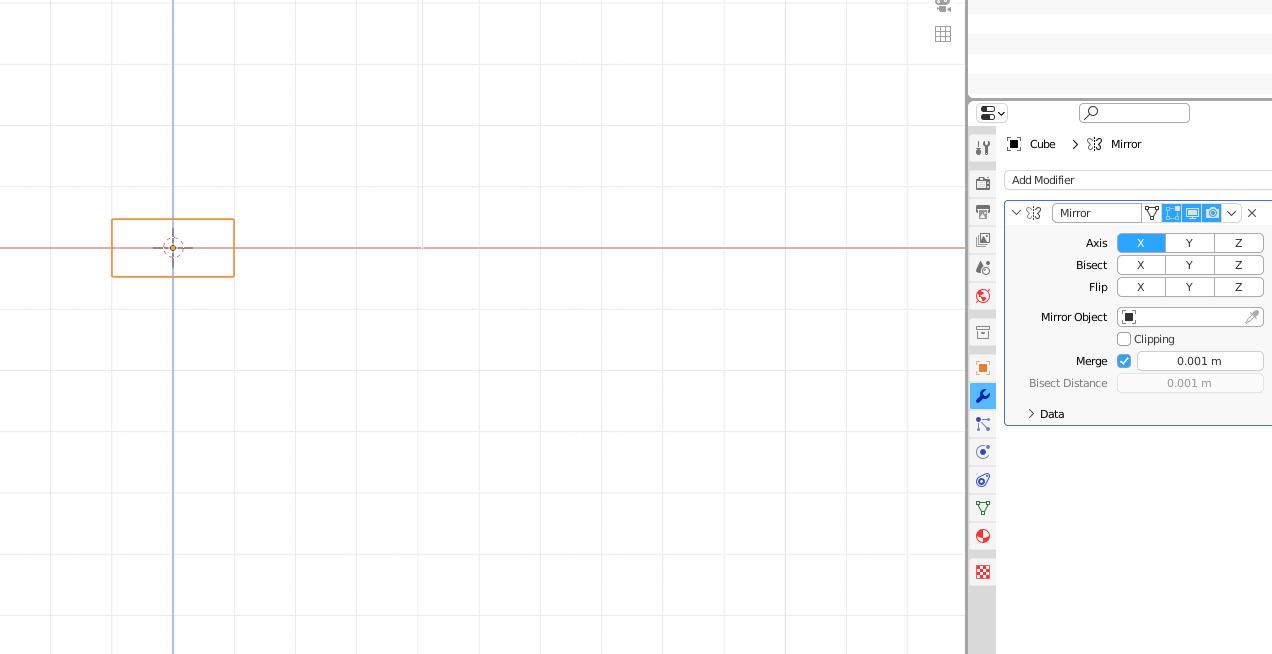 Cube > Mirror
Add Modifier
Mirror
Axis X Y Z
Bisect X Y Z
Flip X Y Z
Mirror Object
Clipping
Merge 0.001 m
Bisect Distance 0.001 m
Data